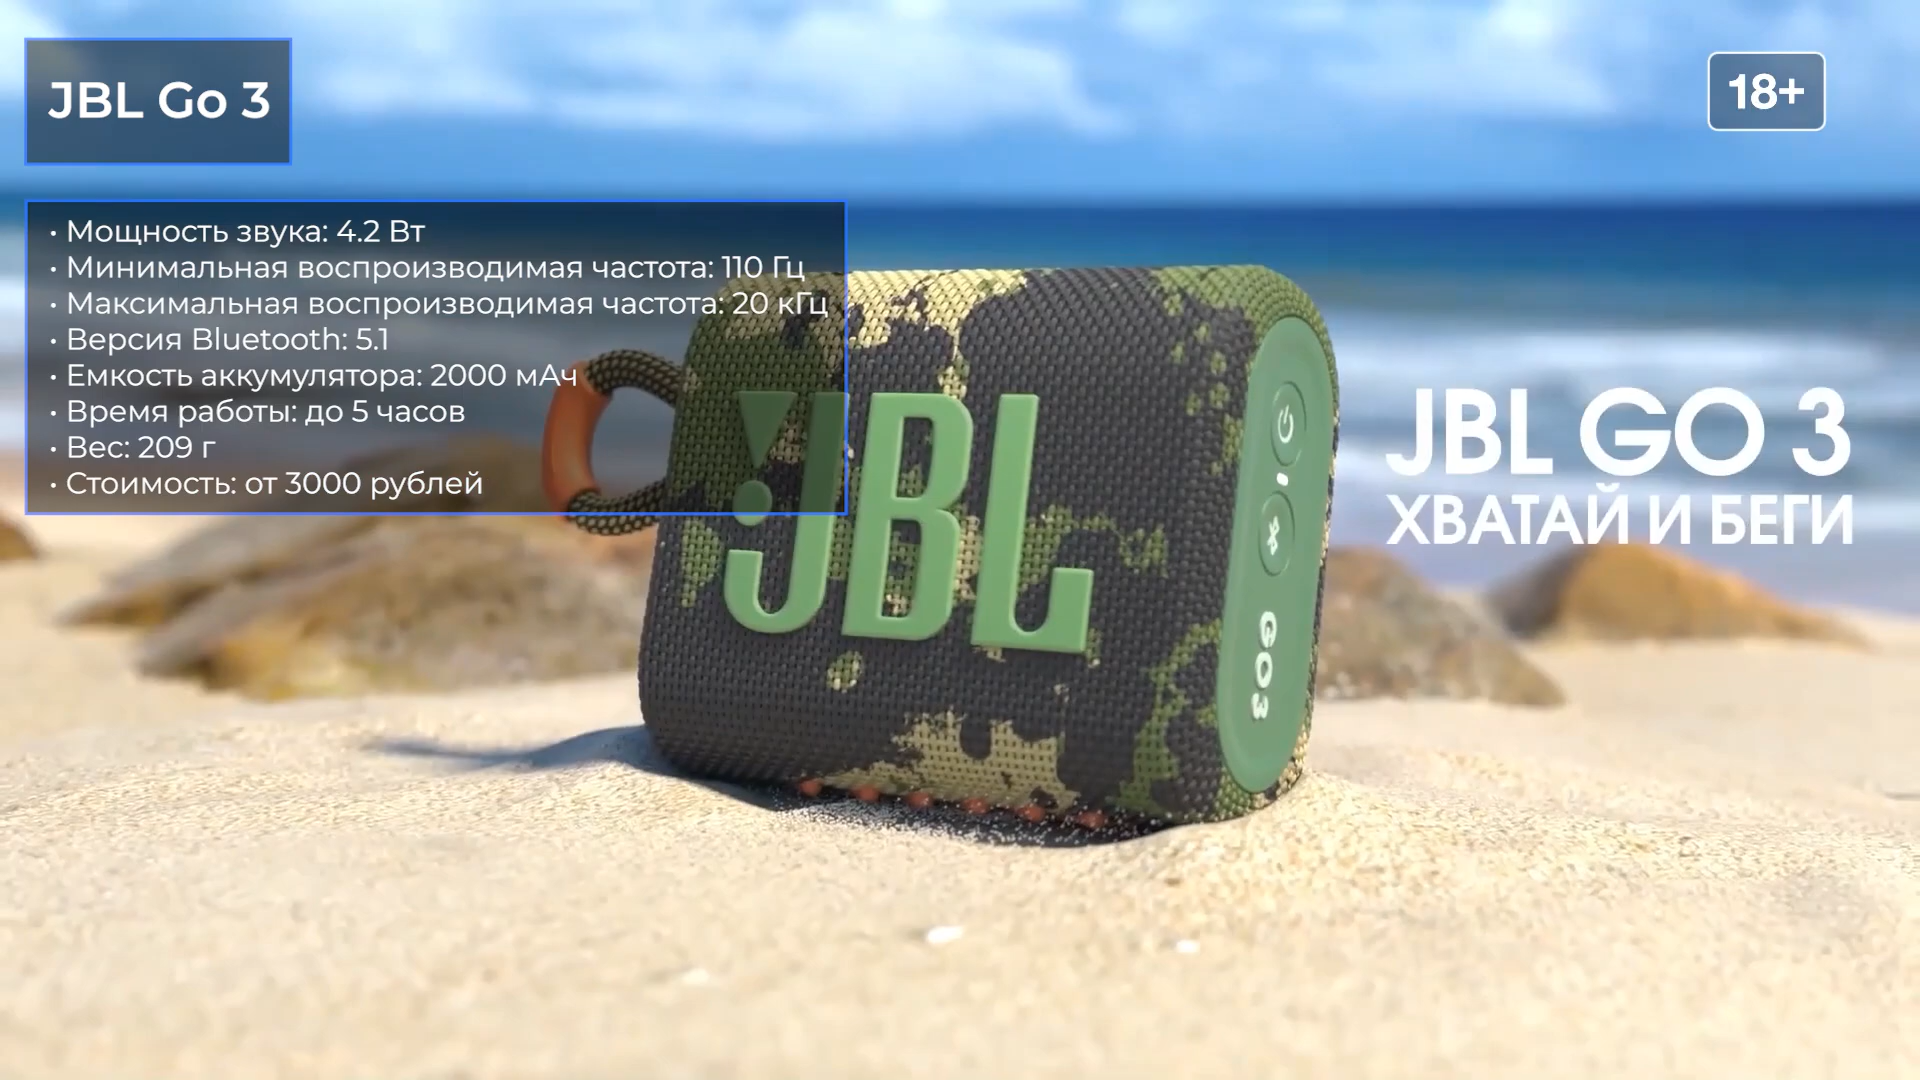 JBL Go 3
18+
• Мощность звука: 4.2 Вт
• Минимальная воспроизводимая частота: 110 Гц
• Максимальная воспроизводимая частота: 20 кГц
• Версия Bluetooth: 5.1
• Емкость аккумулятора: 2000 мАч
• Время работы: до 5 часов
• Вес: 209 г
• Стоимость: от 3000 рублей
JBL
GO3
JBL GO 3
ХВАТАЙ И БЕГИ